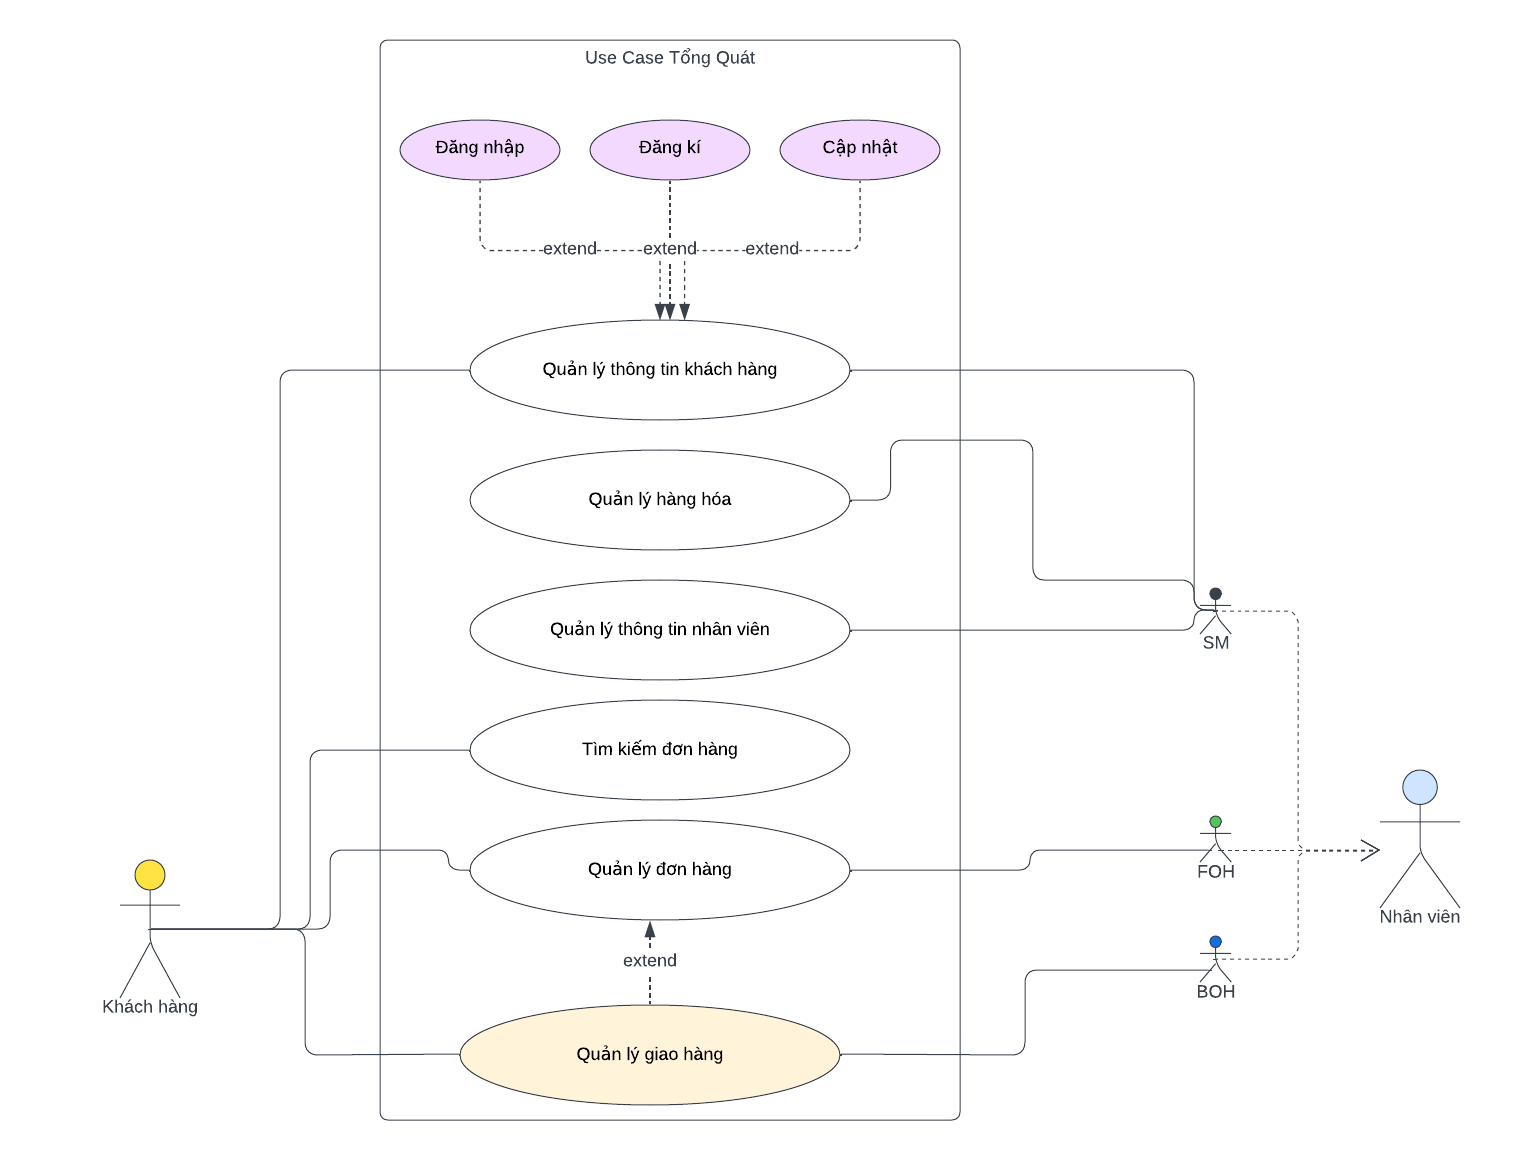 Use Case Tổng Quát
Đăng nhập
Đăng kí
Cập nhật
extend
extend
extend
Quản lý thông tin khách hàng
Quản lý hàng hóa
Quản lý thông tin nhân viên
SM
Tìm kiếm đơn hàng
Quản lý đơn hàng
FOH
Nhân viên
extend
BOH
Khách hàng
Quản lý giao hàng